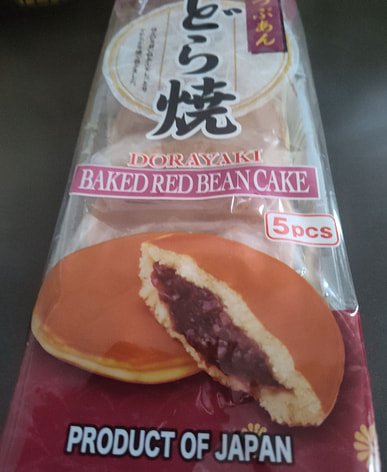 つぶあん
どら焼
DORAYAKI
BAKED RED BEAN CAKE
5pcs
PRODUCT OF JAPAN